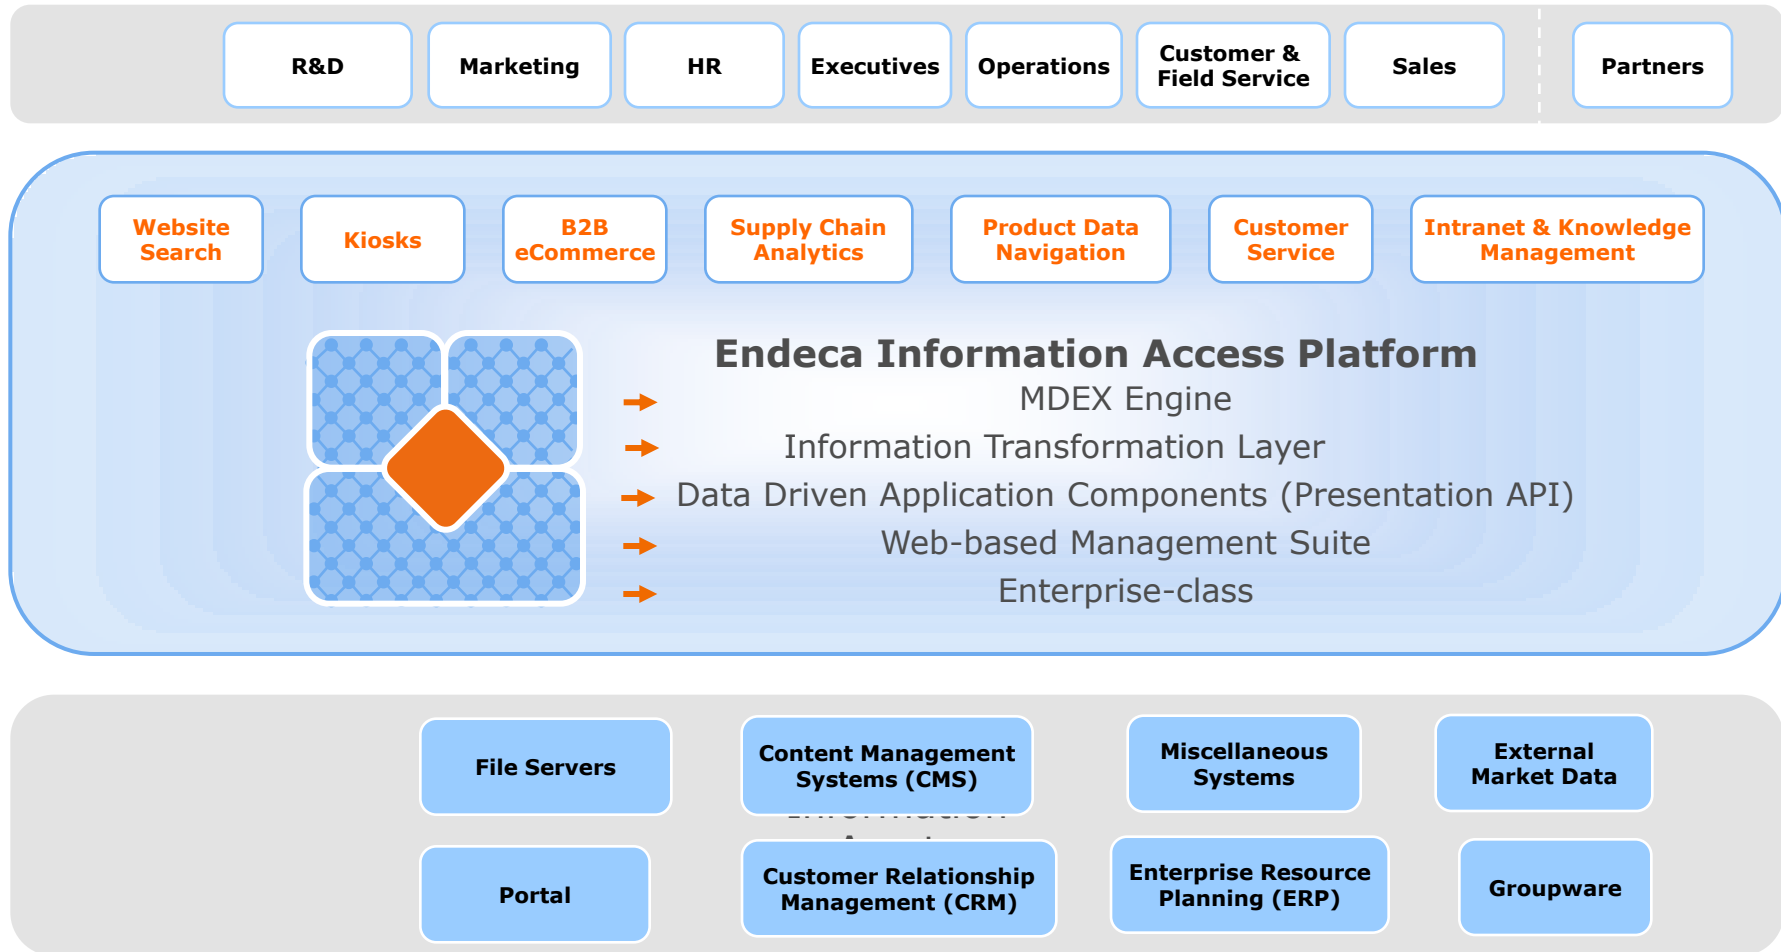 R&D
Marketing
HR
Executives
Operations
Customer &
Field Service
Sales
Partners
Website
Search
Kiosks
B2B
eCommerce
Supply Chain
Analytics
Product Data
Navigation
Customer
Service
Intranet & Knowledge
Management
Endeca Information Access Platform
MDEX Engine
Information Transformation Layer
Data Driven Application Components (Presentation API)
Web-based Management Suite
Enterprise-class
File Servers
Content Management
Systems (CMS)
Miscellaneous
Systems
External
Market Data
Information
Portal
Customer Relationship
Management (CRM)
Enterprise Resource
Planning (ERP)
Groupware